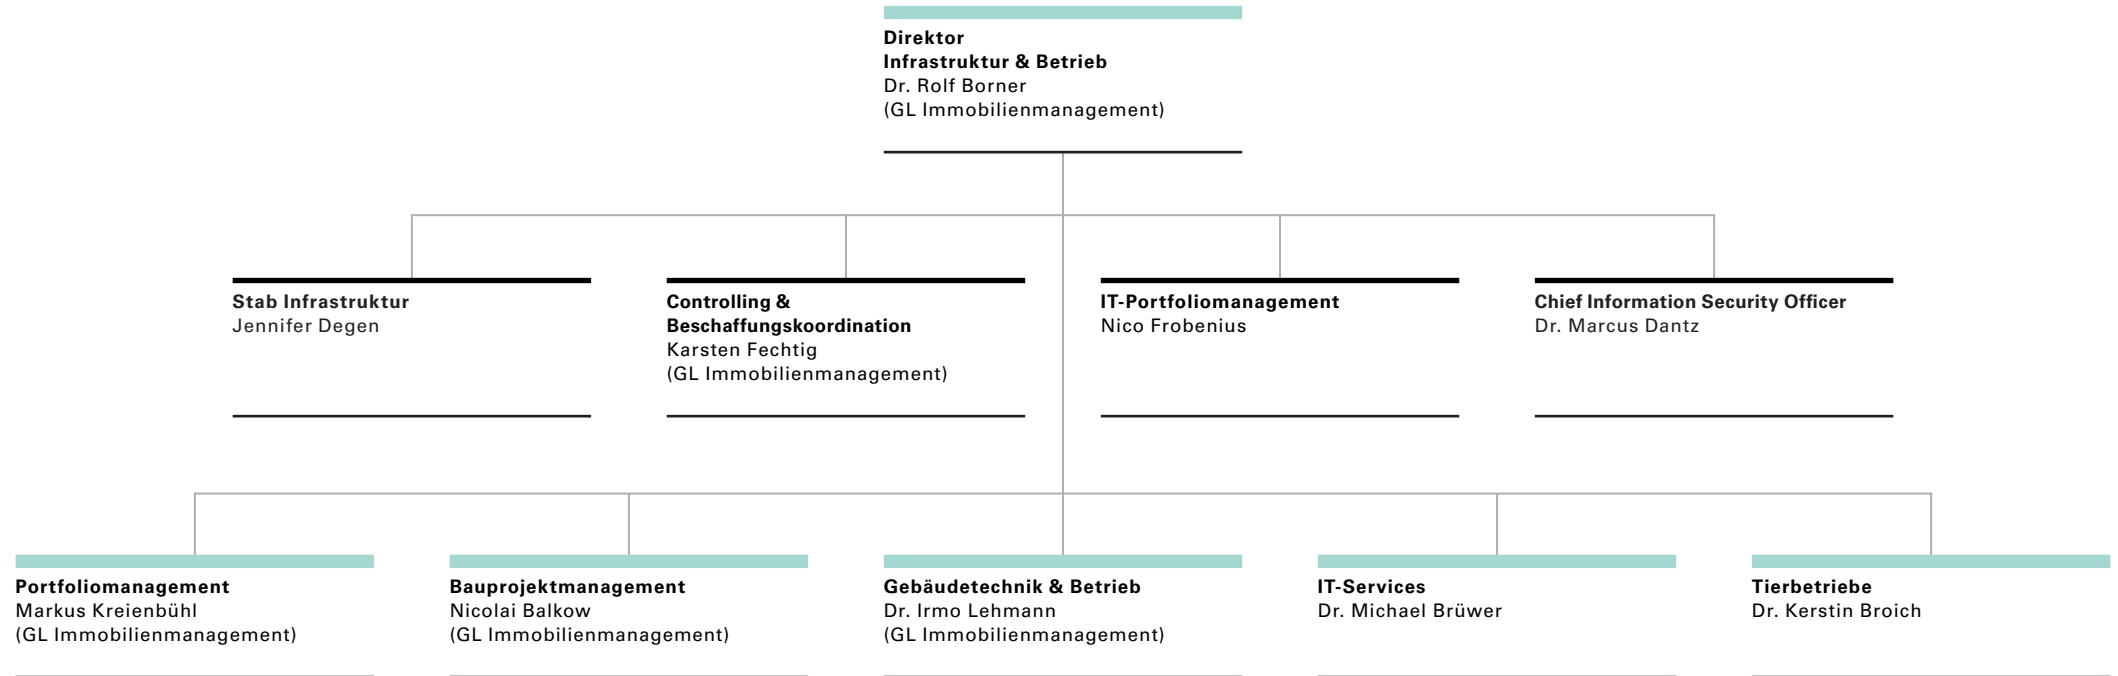 Direktor
Infrastruktur & Betrieb
Dr. Rolf Borner
(GL Immobilienmanagement)
Stab Infrastruktur
Jennifer Degen
Controlling &
Beschaffungskoordination
Karsten Fechtig
(GL Immobilienmanagement)
IT-Portfoliomanagement
Nico Frobenius
Chief Information Security Officer
Dr. Marcus Dantz
Portfoliomanagement
Markus Kreienbühl
(GL Immobilienmanagement)
Bauprojektmanagement
Nicolai Balkow
(GL Immobilienmanagement)
Gebäudetechnik & Betrieb
Dr. Irmo Lehmann
(GL Immobilienmanagement)
IT-Services
Dr. Michael Brüwer
Tierbetriebe
Dr. Kerstin Broich